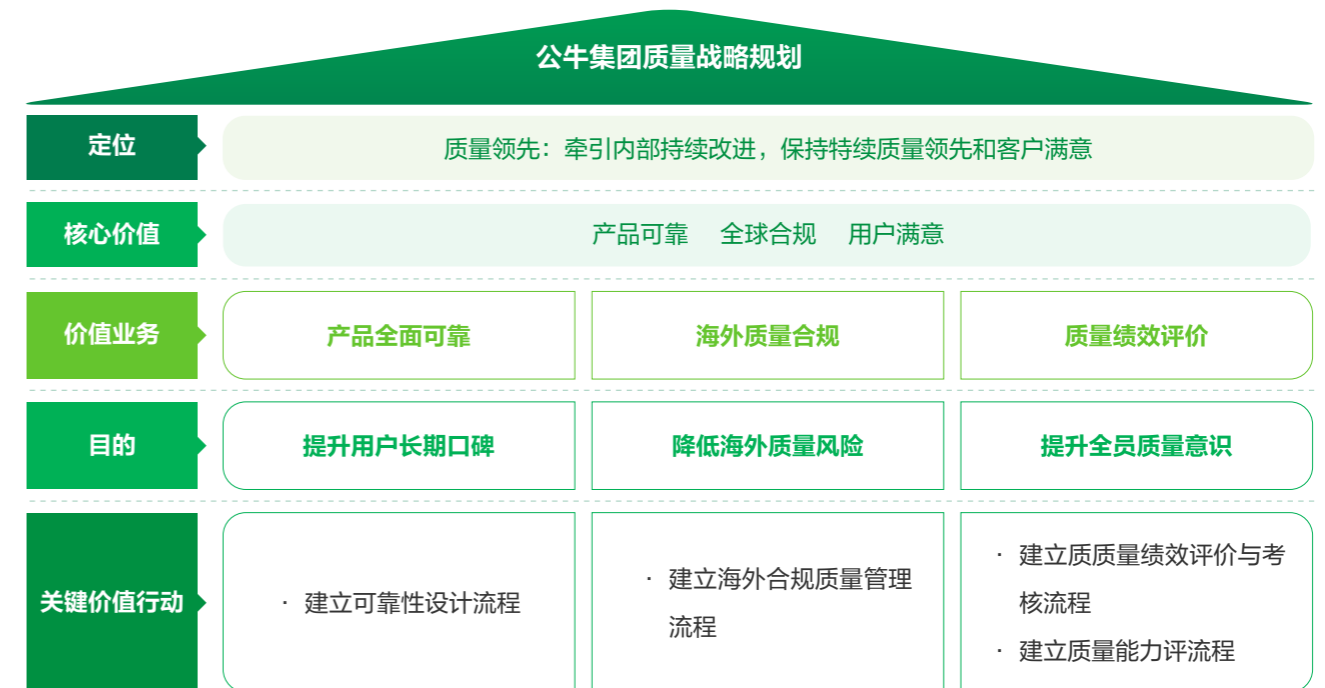 公牛集团质量战略规划
定位
质量领先：牵引内部持续改进，保持特续质量领先和客户满意
核心价值
产品可靠 全球合规 用户满意
价值业务
产品全面可靠
海外质量合规
质量绩效评价
目的
提升用户长期口碑
降低海外质量风险
提升全员质量意识
关键价值行动
· 建立可靠性设计流程
· 建立海外合规质量管理
流程
· 建立质质量绩效评价与考
核流程
· 建立质量能力评流程